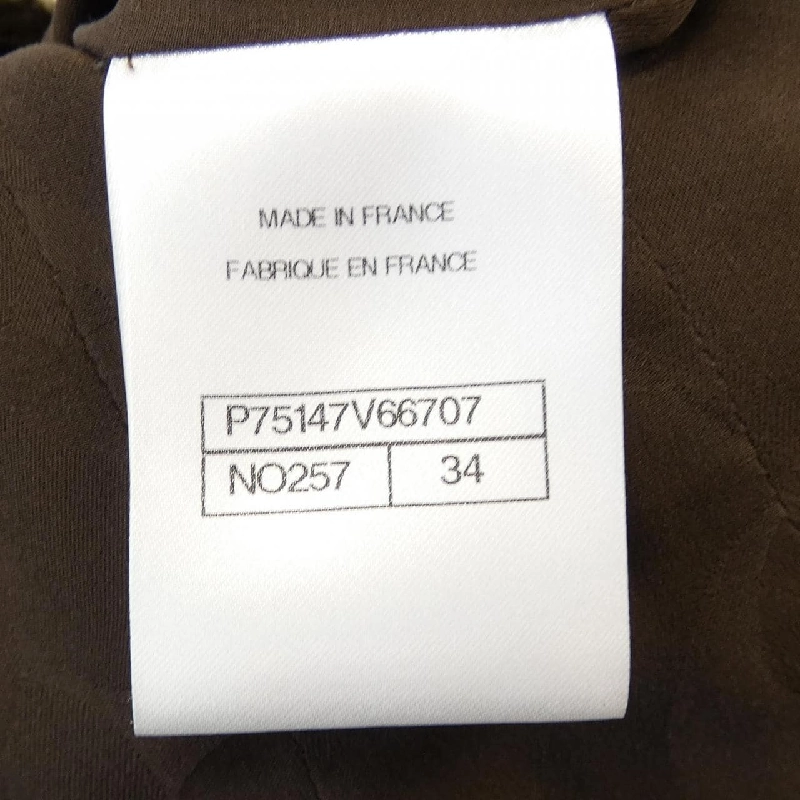 MADE IN FRANCE
FABRIQUE EN FRANCE
P75147V66707
NO257 34